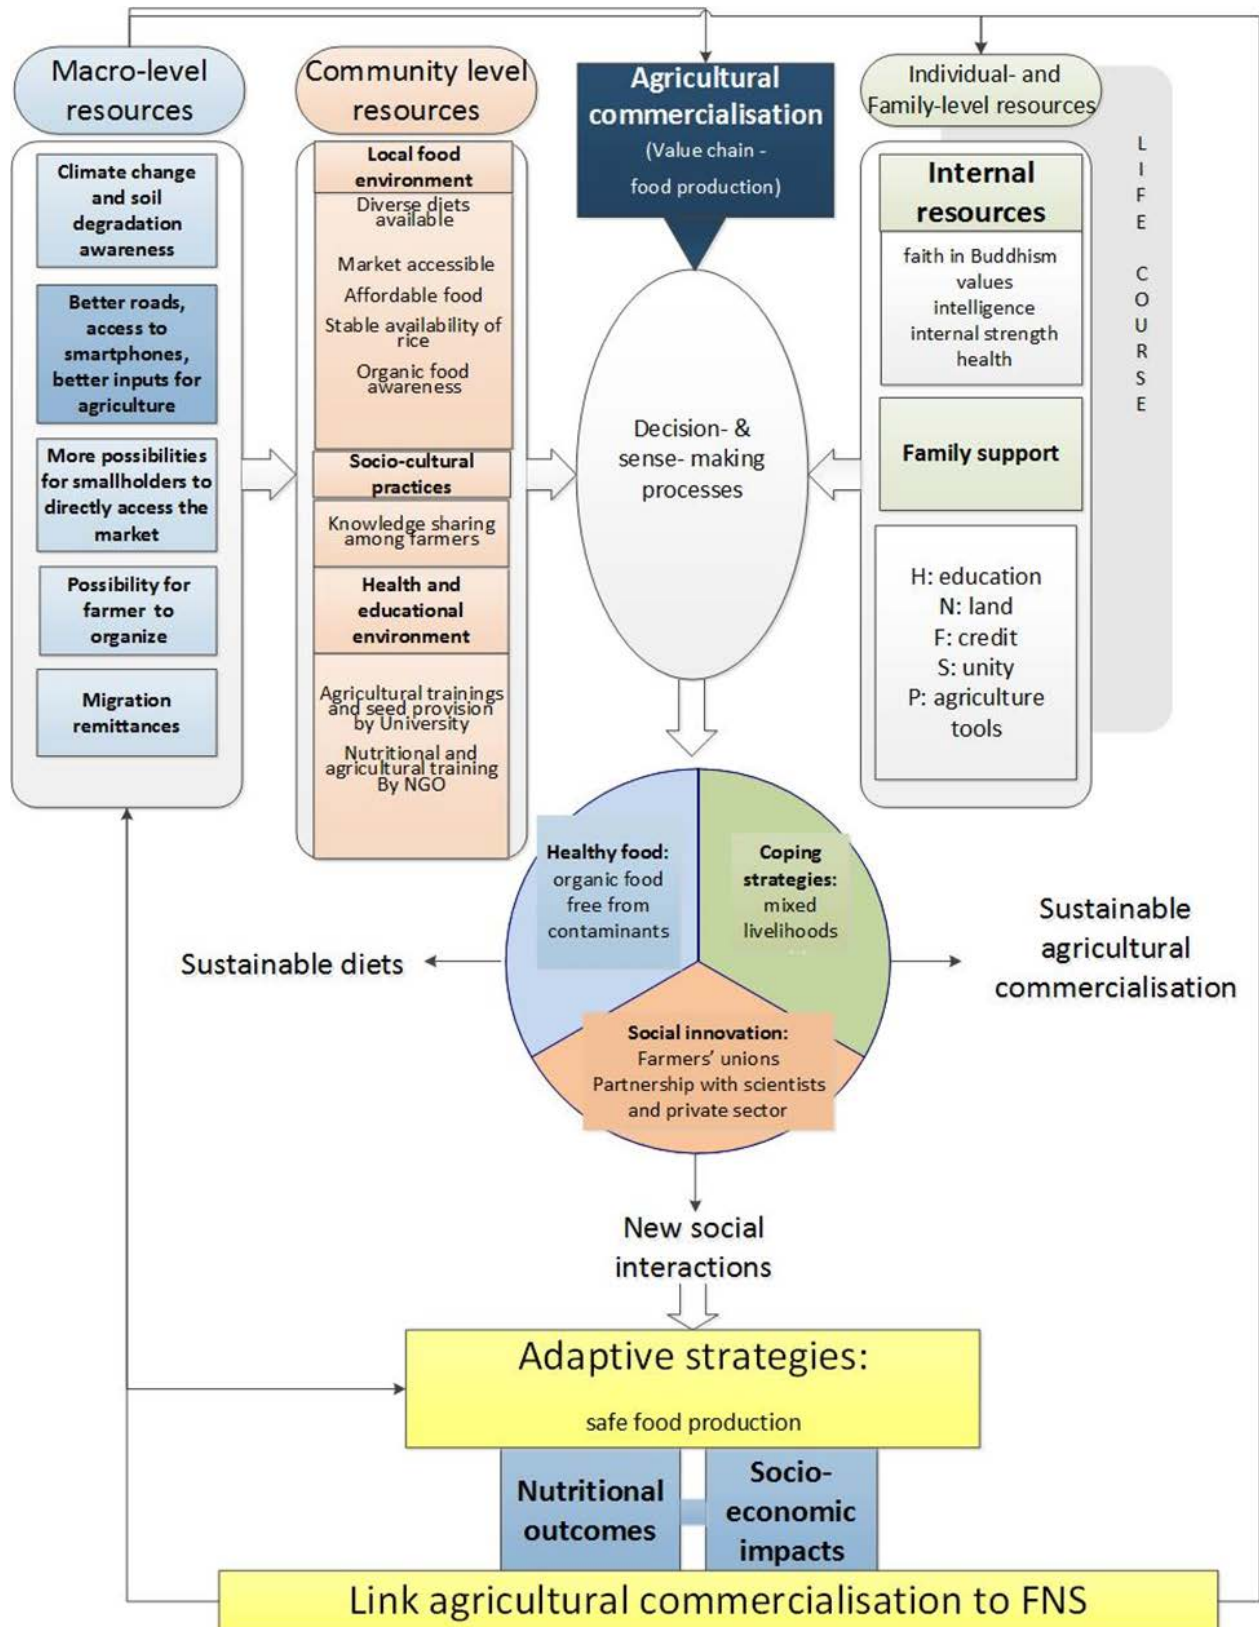 Macro-level
resources
Climate change
and soil
degradation
awareness
Better roads,
access to
smartphones,
better inputs for
agriculture
More possibilities
for smallholders to
directly access the
market
Possibility for
farmer to
organize
Migration
remittances
Community level
resources
Local food
environment
Diverse diets
available
Market accessible
Affordable food
Stable availability of
rice
Organic food
awareness
Socio-cultural
practices
Knowledge sharing
among farmers
Health and
educational
environment
Agricultural trainings
and seed provision
by University
Nutritional and
agricultural training
By NGO
Agricultural
commercialisation
(Value chain -
food production)
Decision- &
sense- making
processes
Individual- and
Family-level resources
LIFE COURSE
Internal
resources
faith in Buddhism
values
intelligence
internal strength
health
Family support
H: education
N: land
F: credit
S: unity
P: agriculture
tools
Healthy food:
organic food
free from
contaminants
Coping
strategies:
mixed
livelihoods
Social innovation:
Farmers' unions
Partnership with scientists
and private sector
Sustainable diets
Sustainable
agricultural
commercialisation
New social
interactions
Adaptive strategies:
safe food production
Nutritional
outcomes
Socio-
economic
impacts
Link agricultural commercialisation to FNS